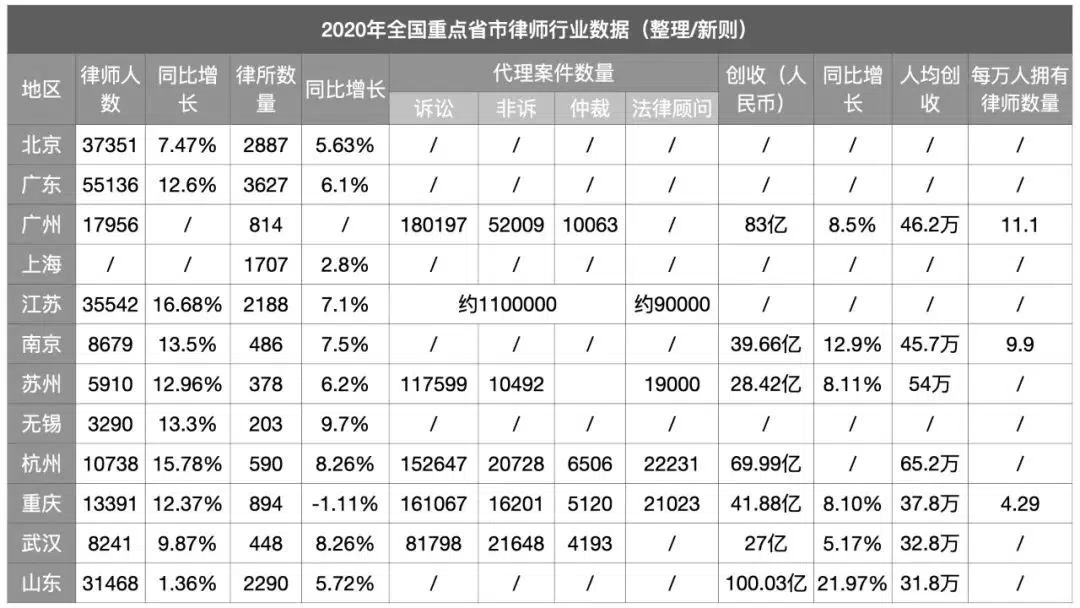 2020年全国重点省市律师行业数据（整理/新则）
地区 律师人数 同比增长 律所数量 同比增长 代理案件数量 创收（人民币） 同比增长 人均创收 每万人拥有律师数量
诉讼 非诉 仲裁 法律顾问
北京 37351 7.47% 2887 5.63% / / / / / / / /
广东 55136 12.6% 3627 6.1% / / / / / / / /
广州 17956 / 814 / 180197 52009 10063 / 83亿 8.5% 46.2万 11.1
上海 / / 1707 2.8% / / / / / / / /
江苏 35542 16.68% 2188 7.1% 约1100000 约90000 / / / /
南京 8679 13.5% 486 7.5% / / / / 39.66亿 12.9% 45.7万 9.9
苏州 5910 12.96% 378 6.2% 117599 10492 19000 28.42亿 8.11% 54万 /
无锡 3290 13.3% 203 9.7% / / / / / / / /
杭州 10738 15.78% 590 8.26% 152647 20728 6506 22231 69.99亿 / 65.2万 /
重庆 13391 12.37% 894 -1.11% 161067 16201 5120 21023 41.88亿 8.10% 37.8万 4.29
武汉 8241 9.87% 448 8.26% 81798 21648 4193 / 27亿 5.17% 32.8万 /
山东 31468 1.36% 2290 5.72% / / / / 100.03亿 21.97% 31.8万 /